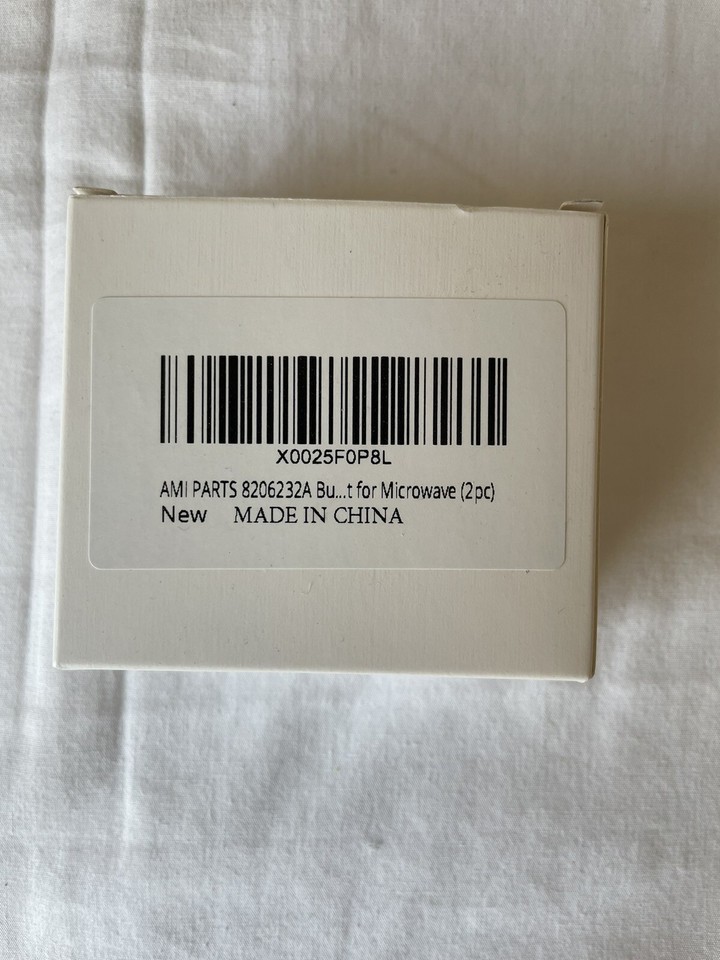 X0025F0P8L
AMI PARTS 8206232A Bu...t for Microwave (2pc)
New MADE IN CHINA